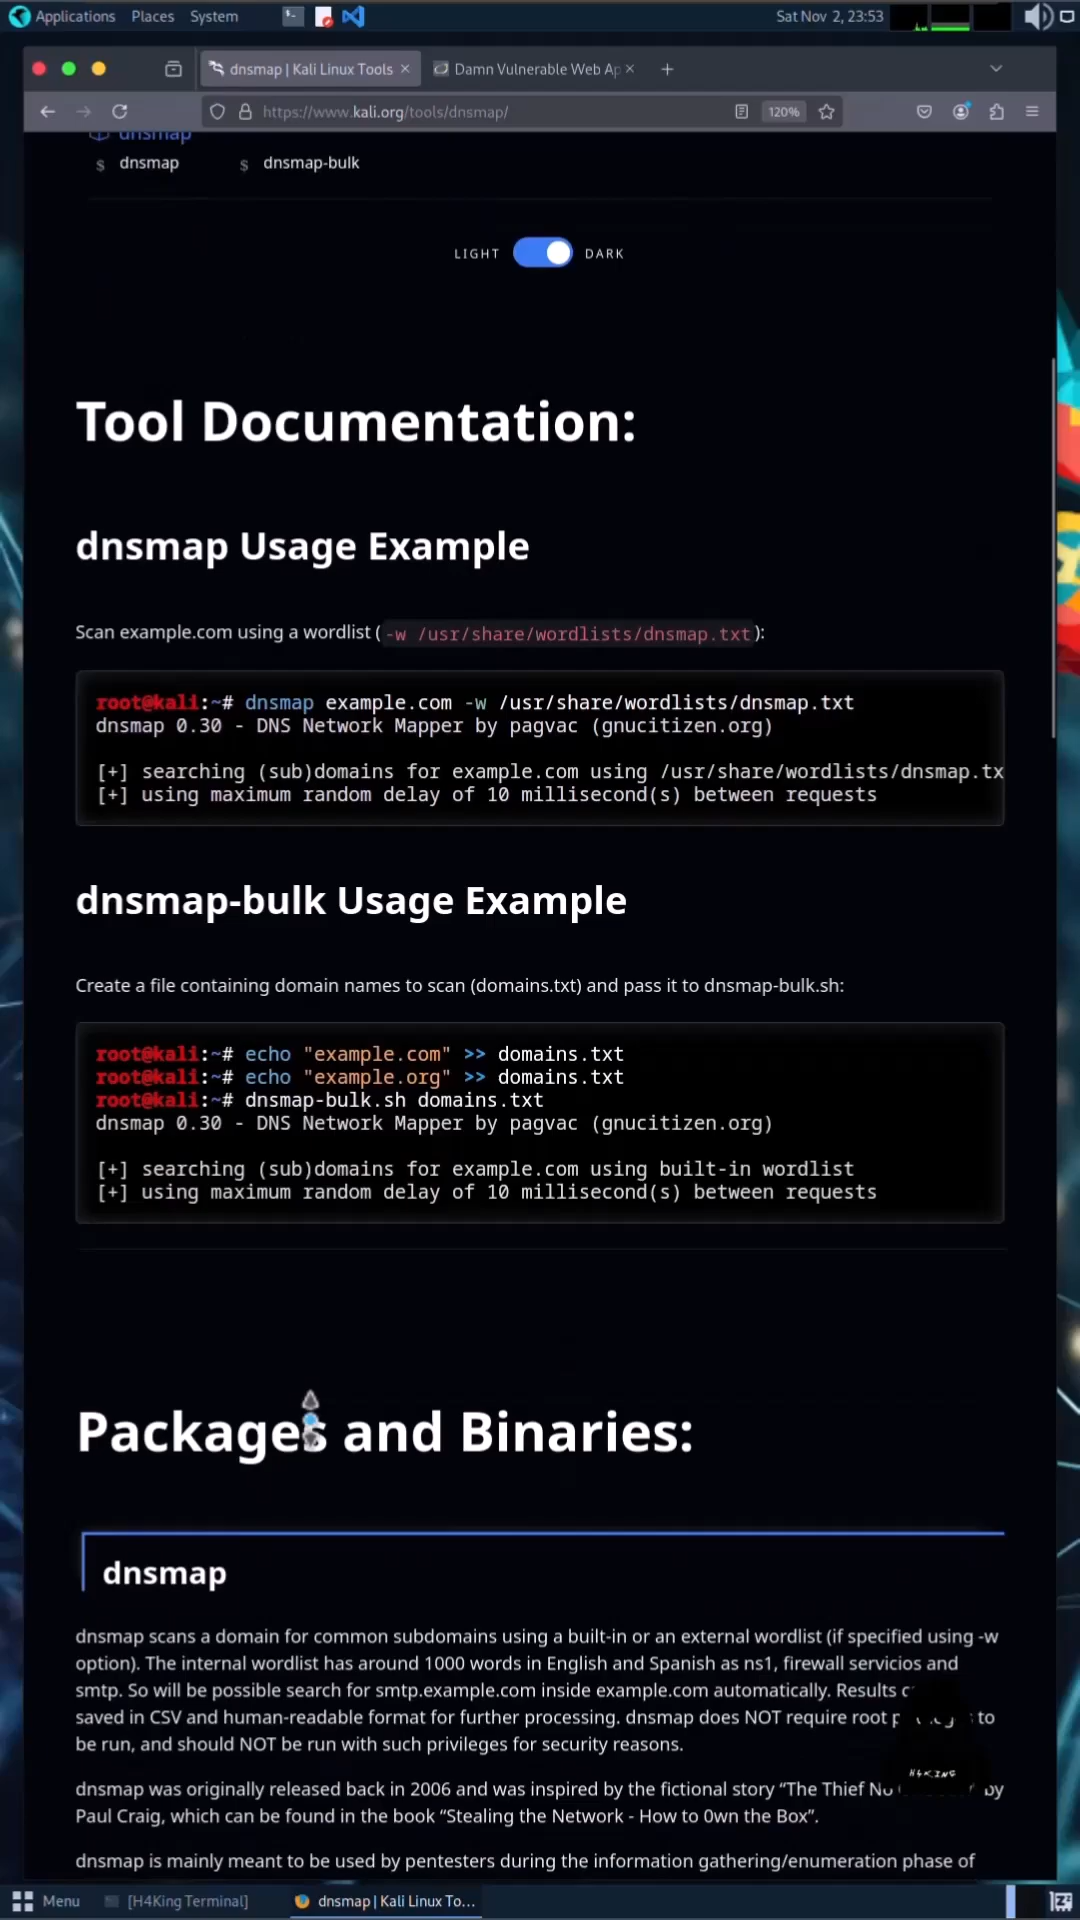 Applications Places System Sat Nov 2, 23:53
dnsmap | Kali Linux Tools × Damn Vulnerable Web Ap ×
https://www.kali.org/tools/dnsmap/ 120%
dnsmap
$ dnsmap $ dnsmap-bulk
LIGHT DARK
Tool Documentation:
dnsmap Usage Example
Scan example.com using a wordlist (-w /usr/share/wordlists/dnsmap.txt):
root@kali:~# dnsmap example.com -w /usr/share/wordlists/dnsmap.txt
dnsmap 0.30 - DNS Network Mapper by pagvac (gnucitizen.org)
[+] searching (sub)domains for example.com using /usr/share/wordlists/dnsmap.tx
[+] using maximum random delay of 10 millisecond(s) between requests
dnsmap-bulk Usage Example
Create a file containing domain names to scan (domains.txt) and pass it to dnsmap-bulk.sh:
root@kali:~# echo "example.com" >> domains.txt
root@kali:~# echo "example.org" >> domains.txt
root@kali:~# dnsmap-bulk.sh domains.txt
dnsmap 0.30 - DNS Network Mapper by pagvac (gnucitizen.org)
[+] searching (sub)domains for example.com using built-in wordlist
[+] using maximum random delay of 10 millisecond(s) between requests
Packages and Binaries:
dnsmap
dnsmap scans a domain for common subdomains using a built-in or an external wordlist (if specified using -w
option). The internal wordlist has around 1000 words in English and Spanish as ns1, firewall servicios and
smtp. So will be possible search for smtp.example.com inside example.com automatically. Results
saved in CSV and human-readable format for further processing. dnsmap does NOT require root to
be run, and should NOT be run with such privileges for security reasons.
H4KING
dnsmap was originally released back in 2006 and was inspired by the fictional story “The Thief No by
Paul Craig, which can be found in the book “Stealing the Network - How to 0wn the Box”.
dnsmap is mainly meant to be used by pentesters during the information gathering/enumeration phase of
Menu [H4King Terminal] dnsmap | Kali Linux To...